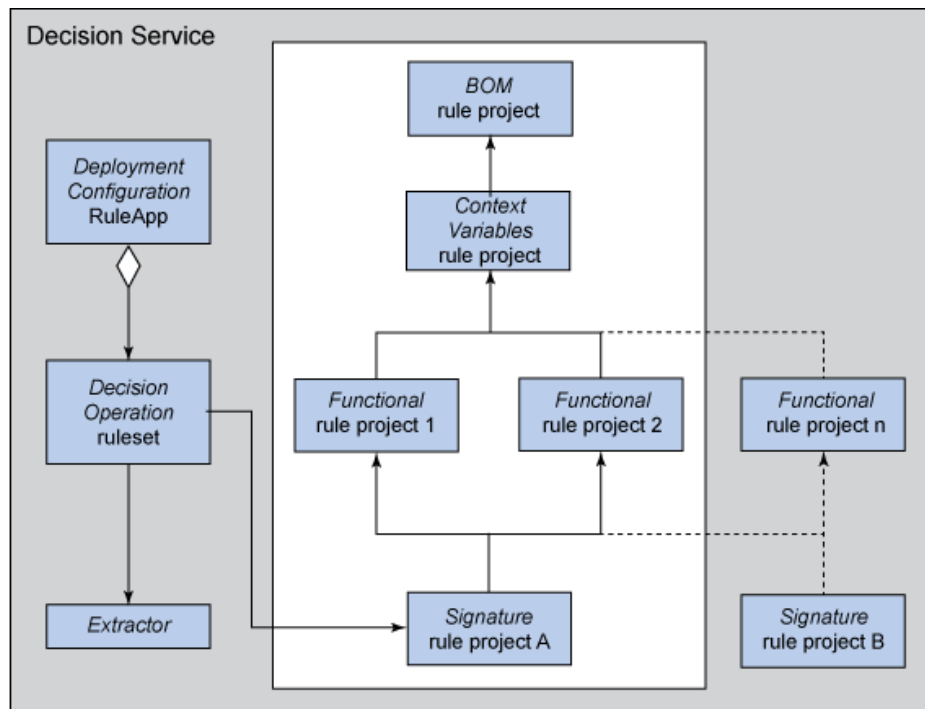 Decision Service
BOM
rule project
Deployment
Configuration
RuleApp
Context
Variables
rule project
Decision
Operation
ruleset
Functional
rule project 1
Functional
rule project 2
Functional
rule project n
Extractor
Signature
rule project A
Signature
rule project B